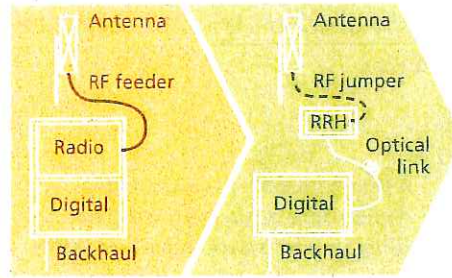 Antenna
RF feeder
Radio
Digital
Backhaul
Antenna
RF jumper
RRH
Optical
link
Digital
Backhaul